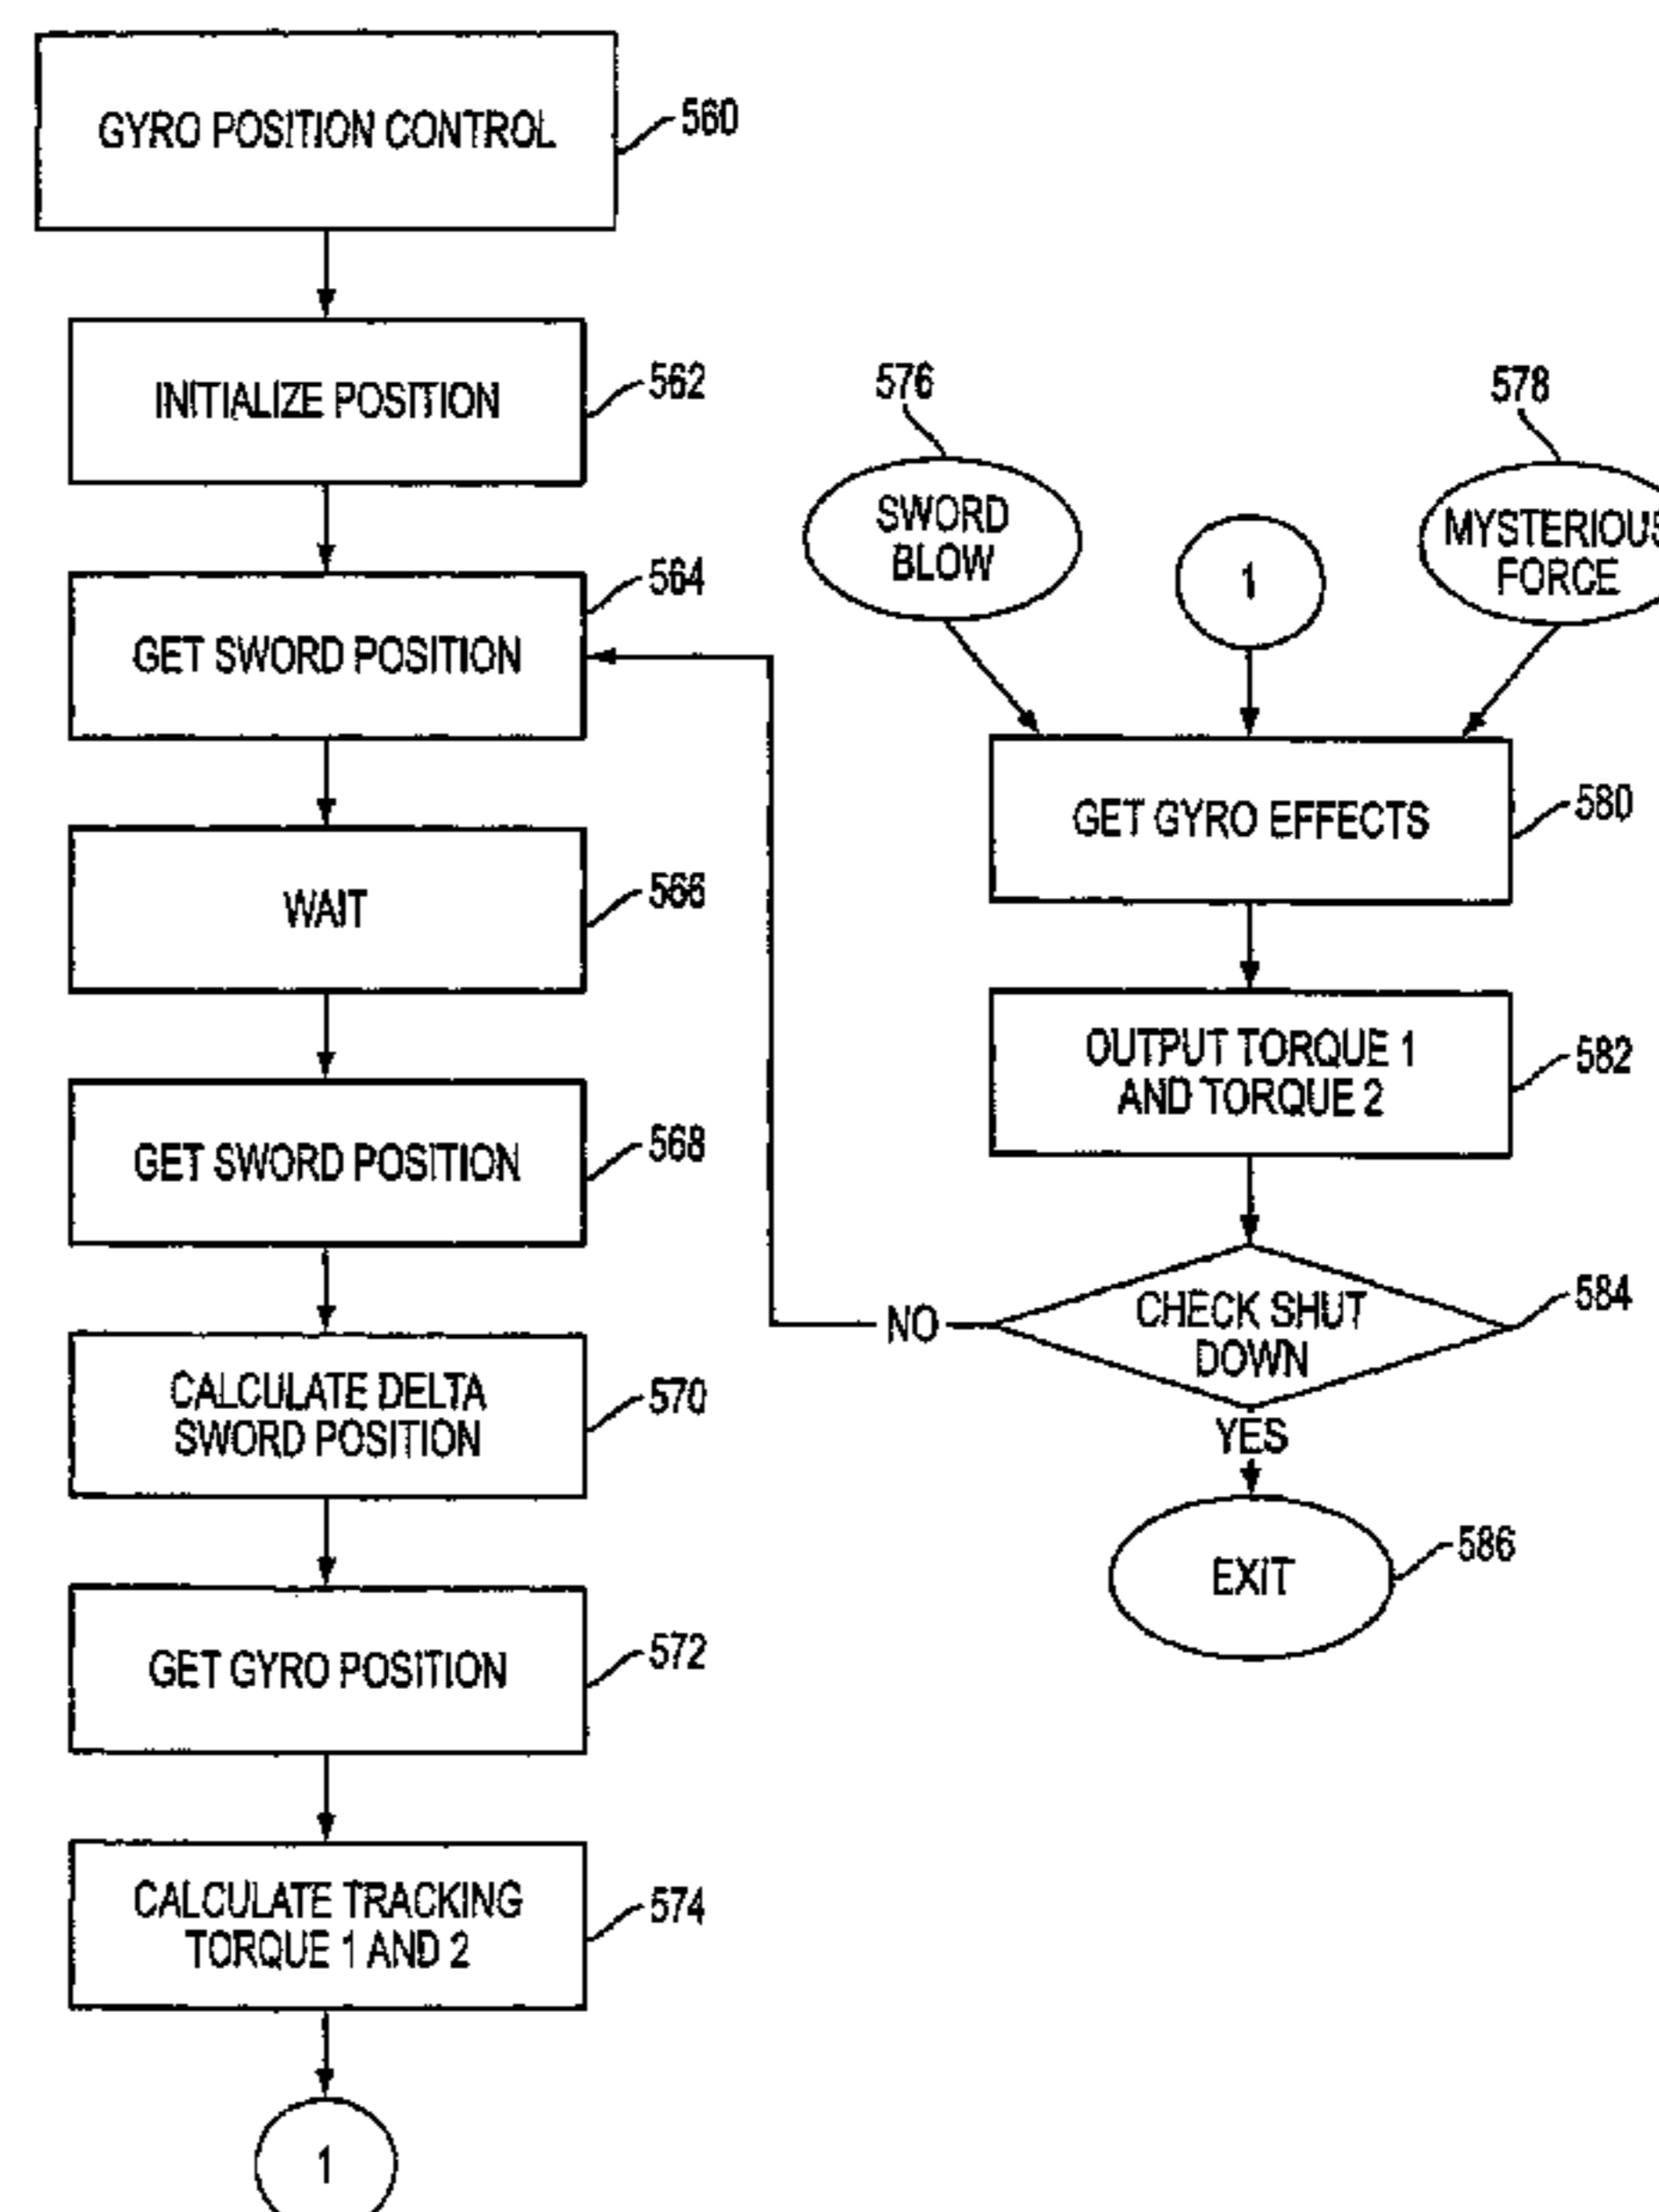 GYRO POSITION CONTROL
560
INITIALIZE POSITION
562
GET SWORD POSITION
564
WAIT
566
GET SWORD POSITION
568
CALCULATE DELTA
SWORD POSITION
570
GET GYRO POSITION
572
CALCULATE TRACKING
TORQUE 1 AND 2
574
1
576
SWORD
BLOW
1
578
MYSTERIOUS
FORCE
GET GYRO EFFECTS
580
OUTPUT TORQUE 1
AND TORQUE 2
582
CHECK SHUT
DOWN
584
NO
YES
EXIT
586